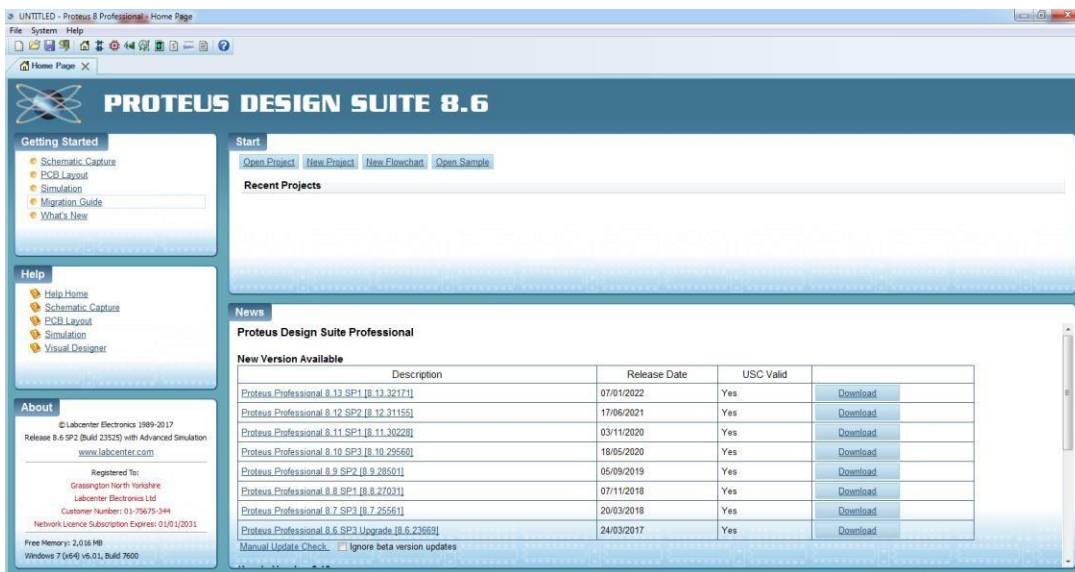 UNTITLED - Proteus 8 Professional - Home Page
File System Help
Home Page
PROTEUS DESIGN SUITE 8.6
Getting Started
Schematic Capture
PCB Layout
Simulation
Migration Guide
What's New
Start
Open Project New Project New Flowchart Open Sample
Recent Projects
Help
Help Home
Schematic Capture
PCB Layout
Simulation
Visual Designer
News
Proteus Design Suite Professional
New Version Available
Description Release Date USC Valid
Proteus Professional 8.13 SP1 [8.13.32171] 07/01/2022 Yes Download
Proteus Professional 8.12 SP2 [8.12.31155] 17/06/2021 Yes Download
Proteus Professional 8.11 SP1 [8.11.30228] 03/11/2020 Yes Download
Proteus Professional 8.10 SP3 [8.10.29560] 18/05/2020 Yes Download
Proteus Professional 8.9 SP2 [8.9.28501] 05/09/2019 Yes Download
Proteus Professional 8.8 SP1 [8.8.27031] 07/11/2018 Yes Download
Proteus Professional 8.7 SP3 [8.7.25561] 20/03/2018 Yes Download
Proteus Professional 8.6 SP3 Upgrade [8.6.23669] 24/03/2017 Yes Download
Manual Update Check Ignore beta version updates
About
© Labcenter Electronics 1989-2017
Release 8.6 SP2 (Build 23525) with Advanced Simulation
www.labcenter.com
Registered To:
Grassington North Yorkshire
Labcenter Electronics Ltd
Customer Number: 01-75675-344
Network Licence Subscription Expires: 01/01/2031
Free Memory: 2,016 MB
Windows 7 (x64) v6.01, Build 7600